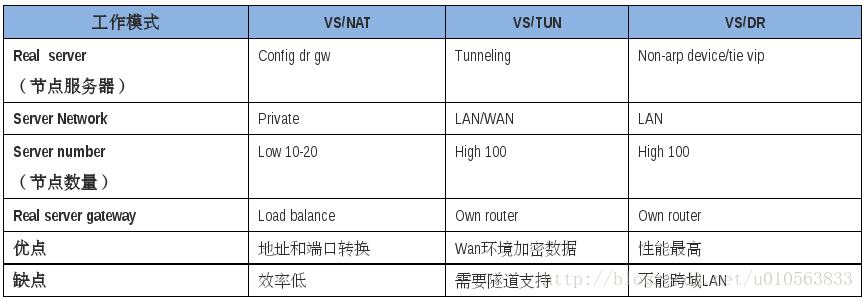 工作模式 VS/NAT VS/TUN VS/DR
Real server Config dr gw Tunneling Non-arp device/tie vip
（节点服务器）
Server Network Private LAN/WAN LAN
Server number Low 10-20 High 100 High 100
（节点数量）
Real server gateway Load balance Own router Own router
优点 地址和端口转换 Wan环境加密数据 性能最高
缺点 效率低 需要隧道支持 不能跨域LAN
http://blog.csdn.net/u010563833